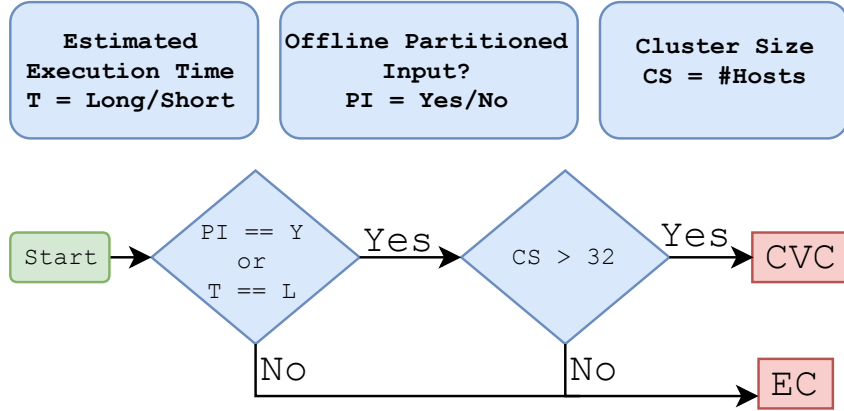 Estimated
Execution Time
T = Long/Short
Offline Partitioned
Input?
PI = Yes/No
Cluster Size
CS = #Hosts
Start
PI == Y
or
T == L
Yes
CS > 32
Yes
CVC
No
No
EC